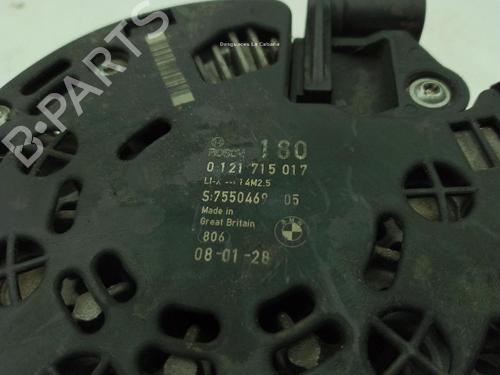 Desguaces La Cabaña
B-PARTS
BOSCH 180
0 121 715 017
14M2.5
S:7550469 05
Made in
Great Britain
806
BMW
08-01-28